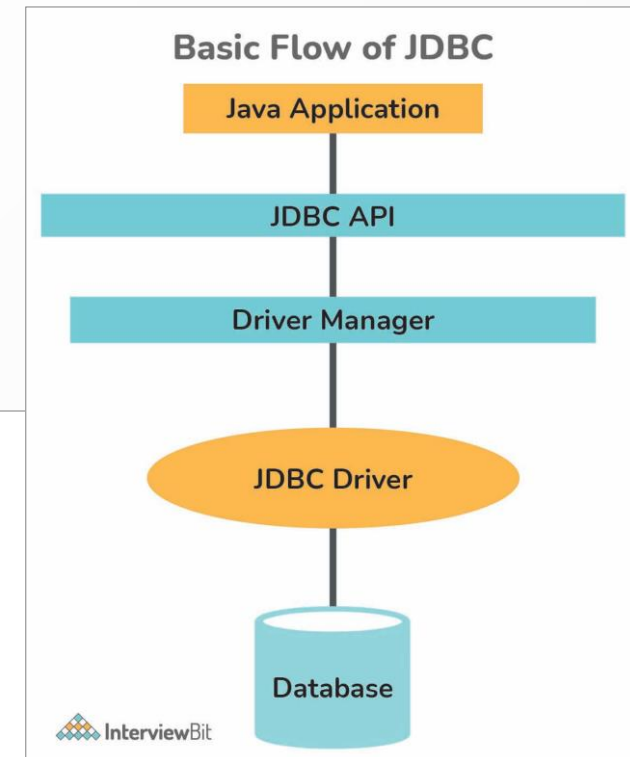 Basic Flow of JDBC
Java Application
JDBC API
Driver Manager
JDBC Driver
Database
InterviewBit